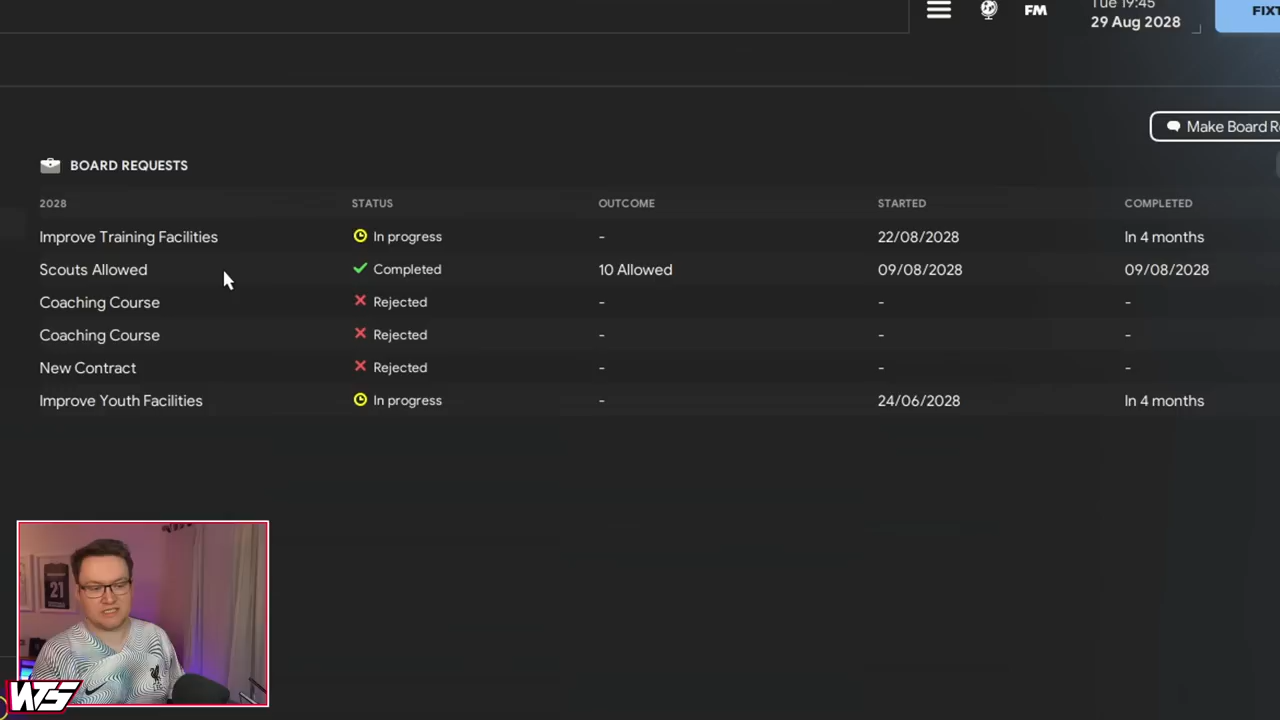 FM
Tue 19:45
29 Aug 2028
FIXT
Make Board R
BOARD REQUESTS
2028 STATUS OUTCOME STARTED COMPLETED
Improve Training Facilities In progress - 22/08/2028 In 4 months
Scouts Allowed Completed 10 Allowed 09/08/2028 09/08/2028
Coaching Course Rejected - - -
Coaching Course Rejected - - -
New Contract Rejected - - -
Improve Youth Facilities In progress - 24/06/2028 In 4 months
21
WTS